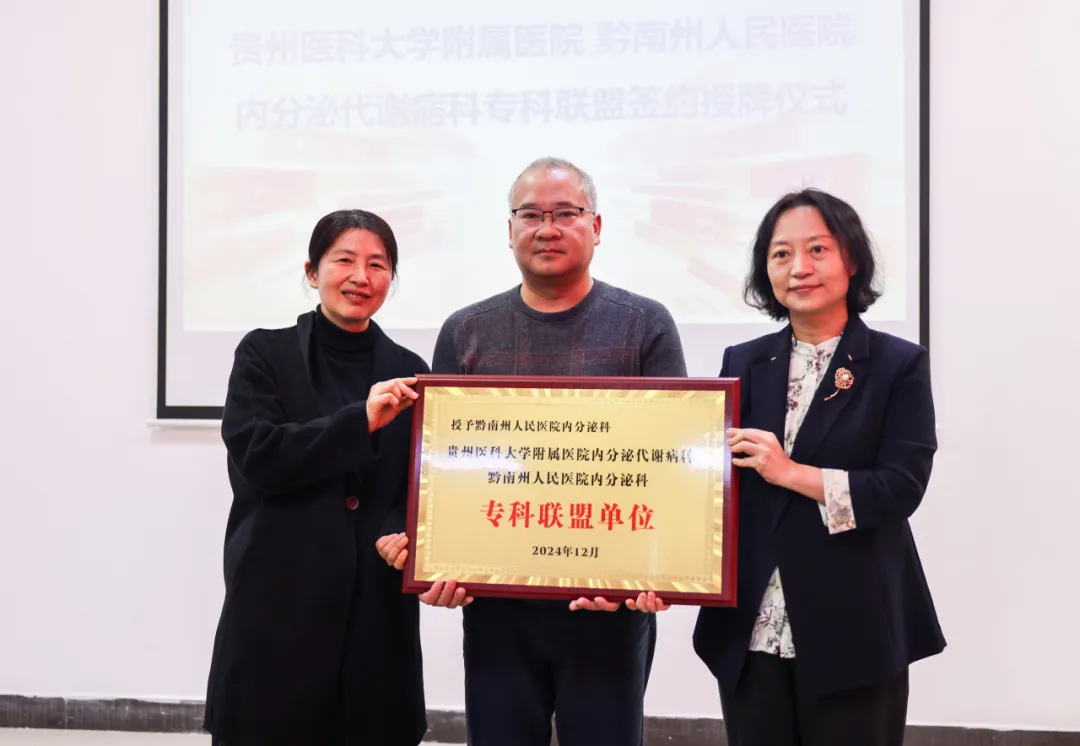 贵州医科大学附属医院 黔南州人民医院
内分泌代谢病科专科联盟签约授牌仪式
授予黔南州人民医院内分泌科
贵州医科大学附属医院内分泌代谢病科
黔南州人民医院内分泌科
专科联盟单位
2024年12月